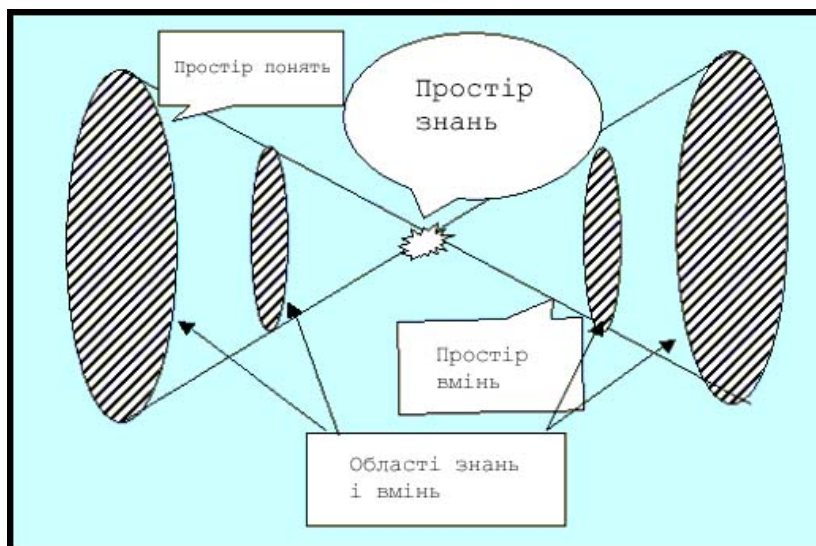 Простір понять
Простір
знань
Простір
вмінь
Області знань
і вмінь